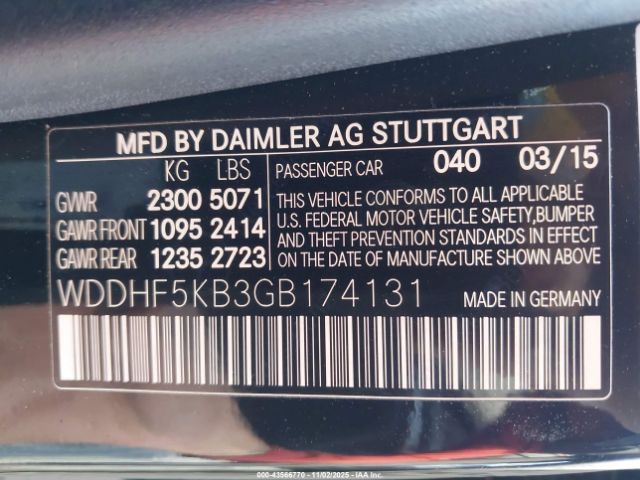 MFD BY DAIMLER AG STUTTGART
KG LBS
GVWR 2300 5071
GAWR FRONT 1095 2414
GAWR REAR 1235 2723
PASSENGER CAR 040 03/15
THIS VEHICLE CONFORMS TO ALL APPLICABLE
U.S. FEDERAL MOTOR VEHICLE SAFETY,BUMPER
AND THEFT PREVENTION STANDARDS IN EFFECT
ON THE DATE OF MANUFACTURE SHOWN ABOVE
WDDHF5KB3GB174131 MADE IN GERMANY
000-43566770 - 11/02/2025 - IAAI.COM